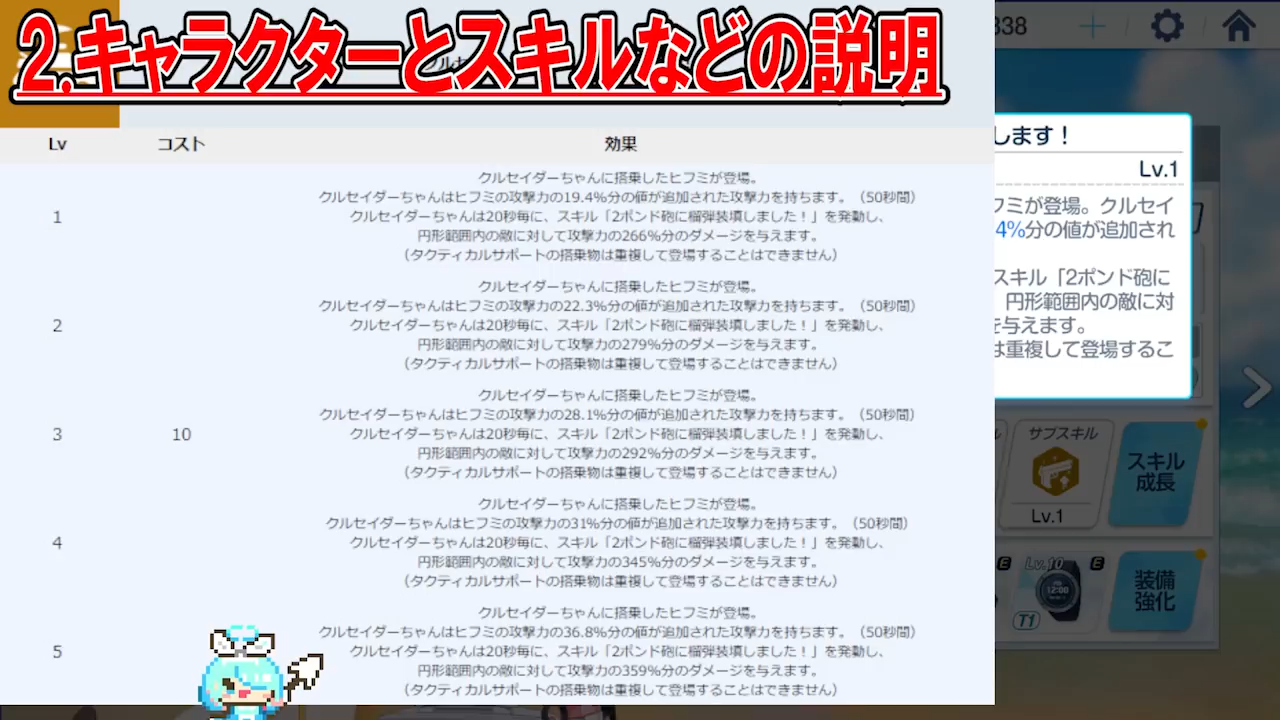 2.キャラクターとスキルなどの説明
338
Lv コスト 効果
1
クルセイダーちゃんに搭乗したヒフミが登場。
クルセイダーちゃんはヒフミの攻撃力の19.4%分の値が追加された攻撃力を持ちます。（50秒間）
クルセイダーちゃんは20秒毎に、スキル「2ポンド砲に榴弾装填しました！」を発動し、
円形範囲内の敵に対して攻撃力の266%分のダメージを与えます。
（タクティカルサポートの搭乗物は重複して登場することはできません）
2
クルセイダーちゃんに搭乗したヒフミが登場。
クルセイダーちゃんはヒフミの攻撃力の22.3%分の値が追加された攻撃力を持ちます。（50秒間）
クルセイダーちゃんは20秒毎に、スキル「2ポンド砲に榴弾装填しました！」を発動し、
円形範囲内の敵に対して攻撃力の279%分のダメージを与えます。
（タクティカルサポートの搭乗物は重複して登場することはできません）
3 10
クルセイダーちゃんに搭乗したヒフミが登場。
クルセイダーちゃんはヒフミの攻撃力の28.1%分の値が追加された攻撃力を持ちます。（50秒間）
クルセイダーちゃんは20秒毎に、スキル「2ポンド砲に榴弾装填しました！」を発動し、
円形範囲内の敵に対して攻撃力の292%分のダメージを与えます。
（タクティカルサポートの搭乗物は重複して登場することはできません）
4
クルセイダーちゃんに搭乗したヒフミが登場。
クルセイダーちゃんはヒフミの攻撃力の31%分の値が追加された攻撃力を持ちます。（50秒間）
クルセイダーちゃんは20秒毎に、スキル「2ポンド砲に榴弾装填しました！」を発動し、
円形範囲内の敵に対して攻撃力の345%分のダメージを与えます。
（タクティカルサポートの搭乗物は重複して登場することはできません）
5
クルセイダーちゃんに搭乗したヒフミが登場。
クルセイダーちゃんはヒフミの攻撃力の36.8%分の値が追加された攻撃力を持ちます。（50秒間）
クルセイダーちゃんは20秒毎に、スキル「2ポンド砲に榴弾装填しました！」を発動し、
円形範囲内の敵に対して攻撃力の359%分のダメージを与えます。
（タクティカルサポートの搭乗物は重複して登場することはできません）
します！
Lv.1
フミが登場。クルセイ
4%分の値が追加され
スキル「2ポンド砲に
円形範囲内の敵に対
を与えます。
は重複して登場するこ
サブスキル
Lv.1
スキル
成長
E Lv.10 E
12:00
T1
装備
強化